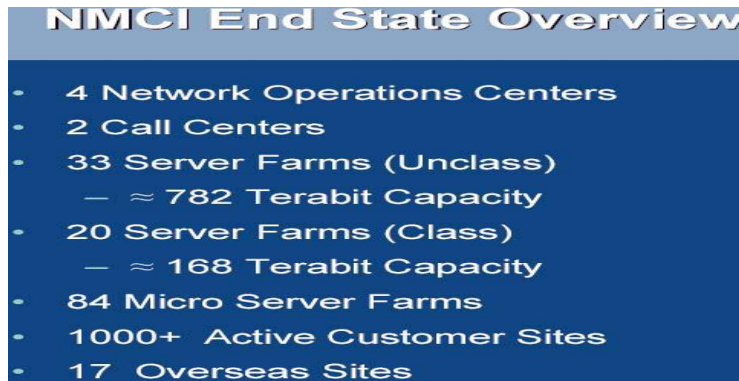 NMCI End State Overview
• 4 Network Operations Centers
• 2 Call Centers
• 33 Server Farms (Unclass)
– ≈ 782 Terabit Capacity
• 20 Server Farms (Class)
– ≈ 168 Terabit Capacity
• 84 Micro Server Farms
• 1000+ Active Customer Sites
• 17 Overseas Sites